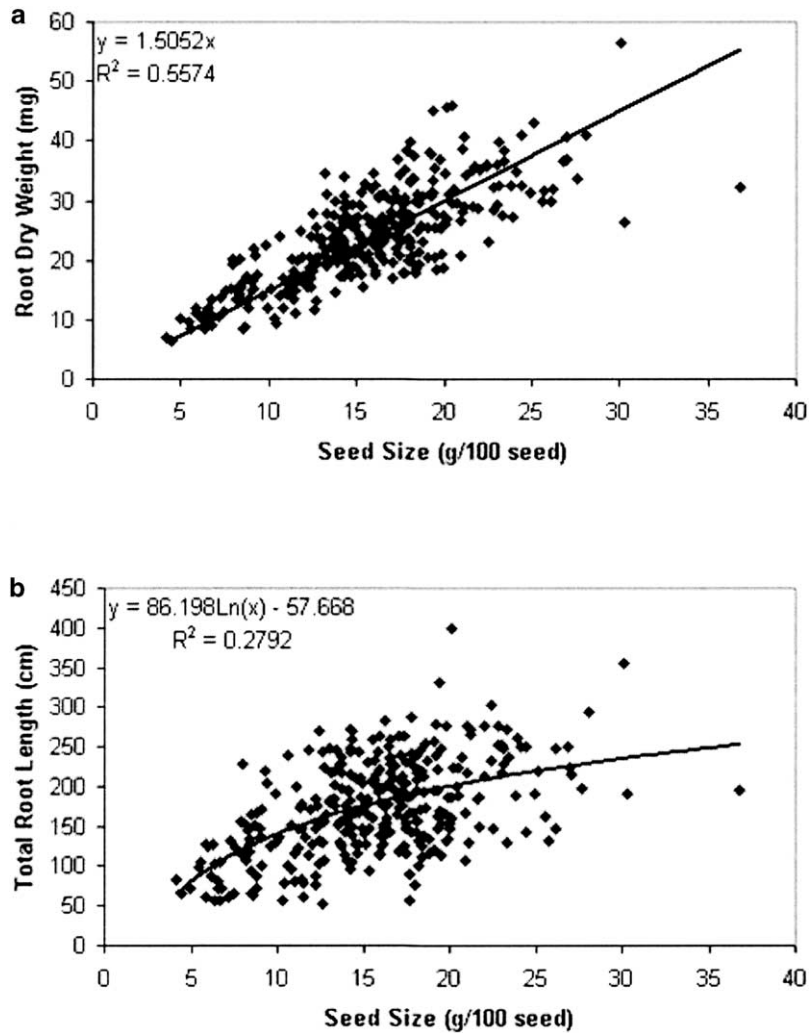 a
y = 1.5052x
R² = 0.5574
60
50
40
30
20
10
0
Root Dry Weight (mg)
0 5 10 15 20 25 30 35 40
Seed Size (g/100 seed)
b
y = 86.198Ln(x) - 57.668
R² = 0.2792
450
400
350
300
250
200
150
100
50
0
Total Root Length (cm)
0 5 10 15 20 25 30 35 40
Seed Size (g/100 seed)